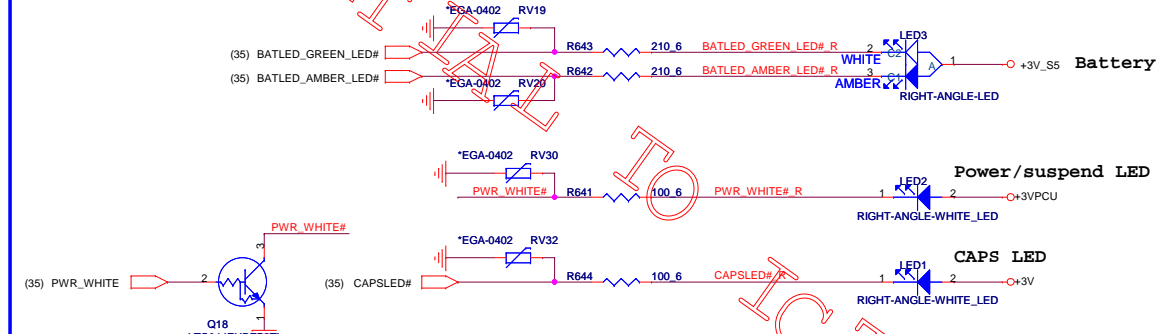 *EGA-0402 RV19
(35) BATLED_GREEN_LED# R643 210_6 BATLED_GREEN_LED#_R 2 C2 LED3
WHITE A 1 +3V_S5 Battery
(35) BATLED_AMBER_LED# R642 210_6 BATLED_AMBER_LED#_R 3 C1
AMBER
*EGA-0402 RV20 RIGHT-ANGLE-LED
TIAL
TO
*EGA-0402 RV30
PWR_WHITE# R641 100_6 PWR_WHITE#_R 1 LED2 2 +3VPCU Power/suspend LED
RIGHT-ANGLE-WHITE_LED
PWR_WHITE#
3
*EGA-0402 RV32
(35) PWR_WHITE 2
(35) CAPSLED# R644 100_6 CAPSLED#_R 1 LED1 2 +3V CAPS LED
RIGHT-ANGLE-WHITE_LED
1
Q18